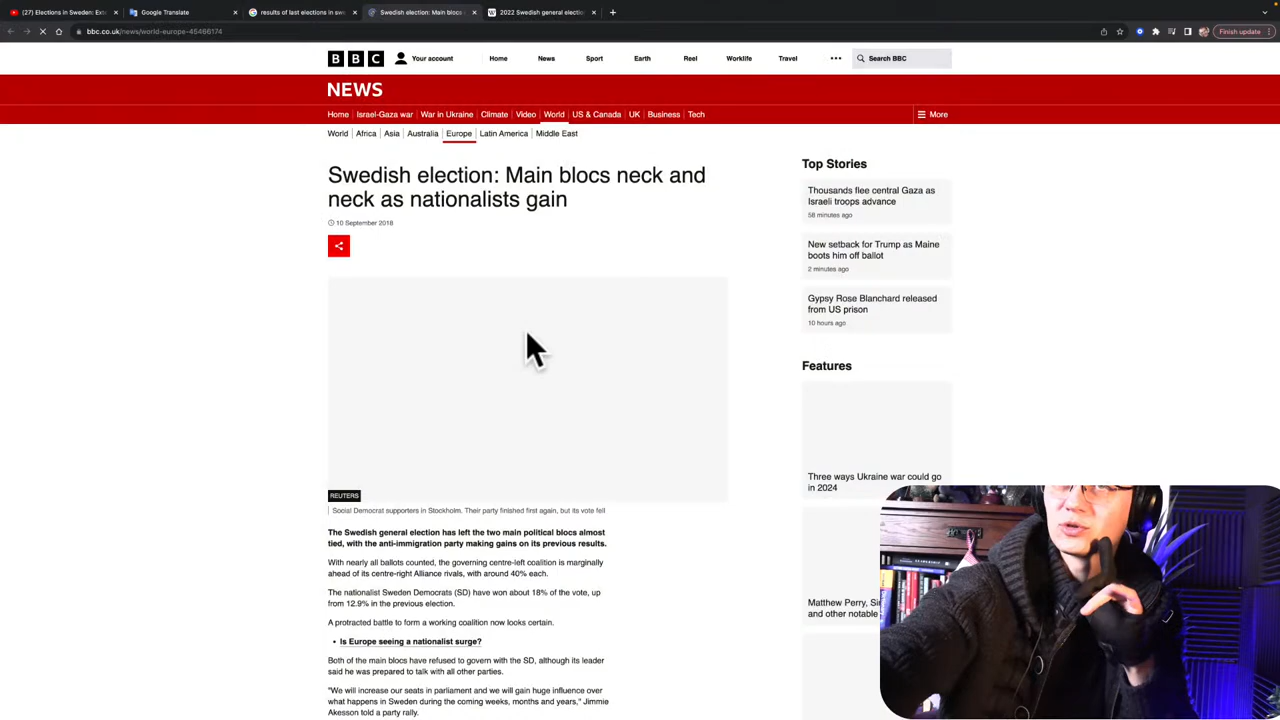 (27) Elections in Sweden: Ex
Google Translate
results of last elections in sw
Swedish election: Main blocs
2022 Swedish general electio
bbc.co.uk/news/world-europe-45466174
Finish update
BBC
Your account
Home
News
Sport
Earth
Reel
Worklife
Travel
Search BBC
NEWS
Home
Israel-Gaza war
War in Ukraine
Climate
Video
World
US & Canada
UK
Business
Tech
More
World
Africa
Asia
Australia
Europe
Latin America
Middle East
Swedish election: Main blocs neck and
neck as nationalists gain
10 September 2018
REUTERS
Social Democrat supporters in Stockholm. Their party finished first again, but its vote fell
The Swedish general election has left the two main political blocs almost
tied, with the anti-immigration party making gains on its previous results.
With nearly all ballots counted, the governing centre-left coalition is marginally
ahead of its centre-right Alliance rivals, with around 40% each.
The nationalist Sweden Democrats (SD) have won about 18% of the vote, up
from 12.9% in the previous election.
A protracted battle to form a working coalition now looks certain.
• Is Europe seeing a nationalist surge?
Both of the main blocs have refused to govern with the SD, although its leader
said he was prepared to talk with all other parties.
"We will increase our seats in parliament and we will gain huge influence over
what happens in Sweden during the coming weeks, months and years," Jimmie
Akesson told a party rally.
Top Stories
Thousands flee central Gaza as
Israeli troops advance
58 minutes ago
New setback for Trump as Maine
boots him off ballot
2 minutes ago
Gypsy Rose Blanchard released
from US prison
10 hours ago
Features
Three ways Ukraine war could go
in 2024
Matthew Perry, Si
and other notable